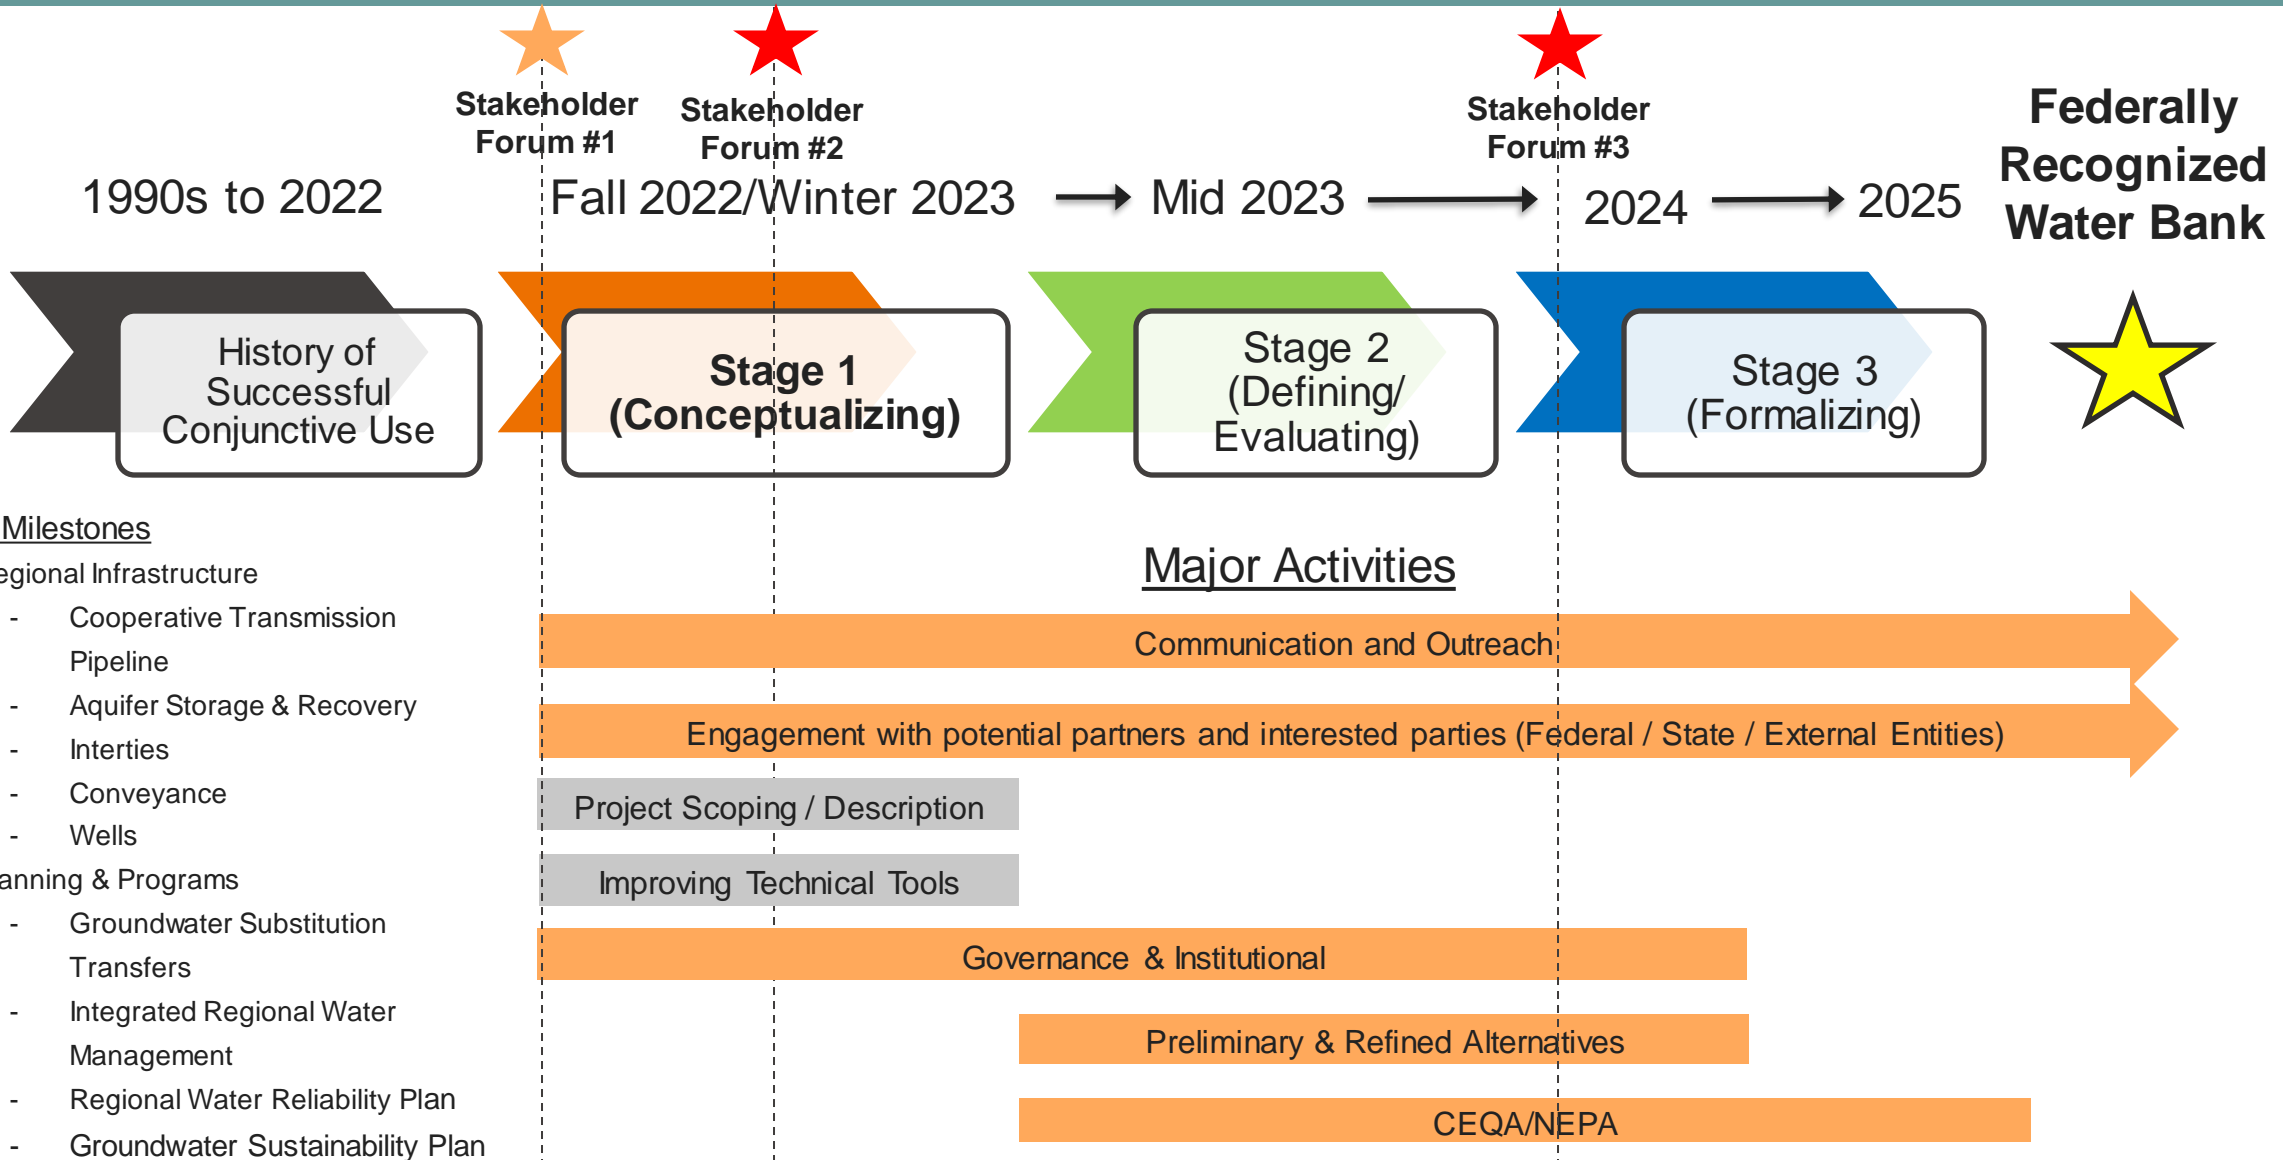 Stakeholder
Forum #1
Stakeholder
Forum #2
Stakeholder
Forum #3
Federally
Recognized
Water Bank
1990s to 2022
Fall 2022/Winter 2023
Mid 2023
2024
2025
History of
Successful
Conjunctive Use
Stage 1
(Conceptualizing)
Stage 2
(Defining/
Evaluating)
Stage 3
(Formalizing)
Milestones
egional Infrastructure
- Cooperative Transmission
Pipeline
- Aquifer Storage & Recovery
- Interties
- Conveyance
- Wells
anning & Programs
- Groundwater Substitution
Transfers
- Integrated Regional Water
Management
- Regional Water Reliability Plan
- Groundwater Sustainability Plan
Major Activities
Communication and Outreach
Engagement with potential partners and interested parties (Federal / State / External Entities)
Project Scoping / Description
Improving Technical Tools
Governance & Institutional
Preliminary & Refined Alternatives
CEQA/NEPA